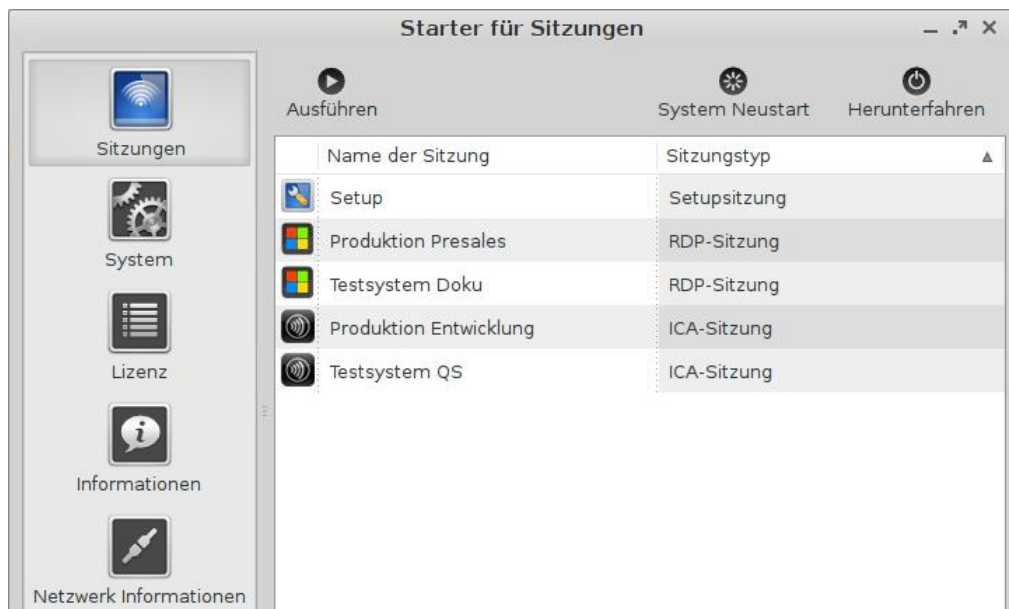 Starter für Sitzungen
Sitzungen
System
Lizenz
Informationen
Netzwerk Informationen
Ausführen
System Neustart
Herunterfahren
Name der Sitzung Sitzungstyp
Setup Setupsitzung
Produktion Presales RDP-Sitzung
Testsystem Doku RDP-Sitzung
Produktion Entwicklung ICA-Sitzung
Testsystem QS ICA-Sitzung